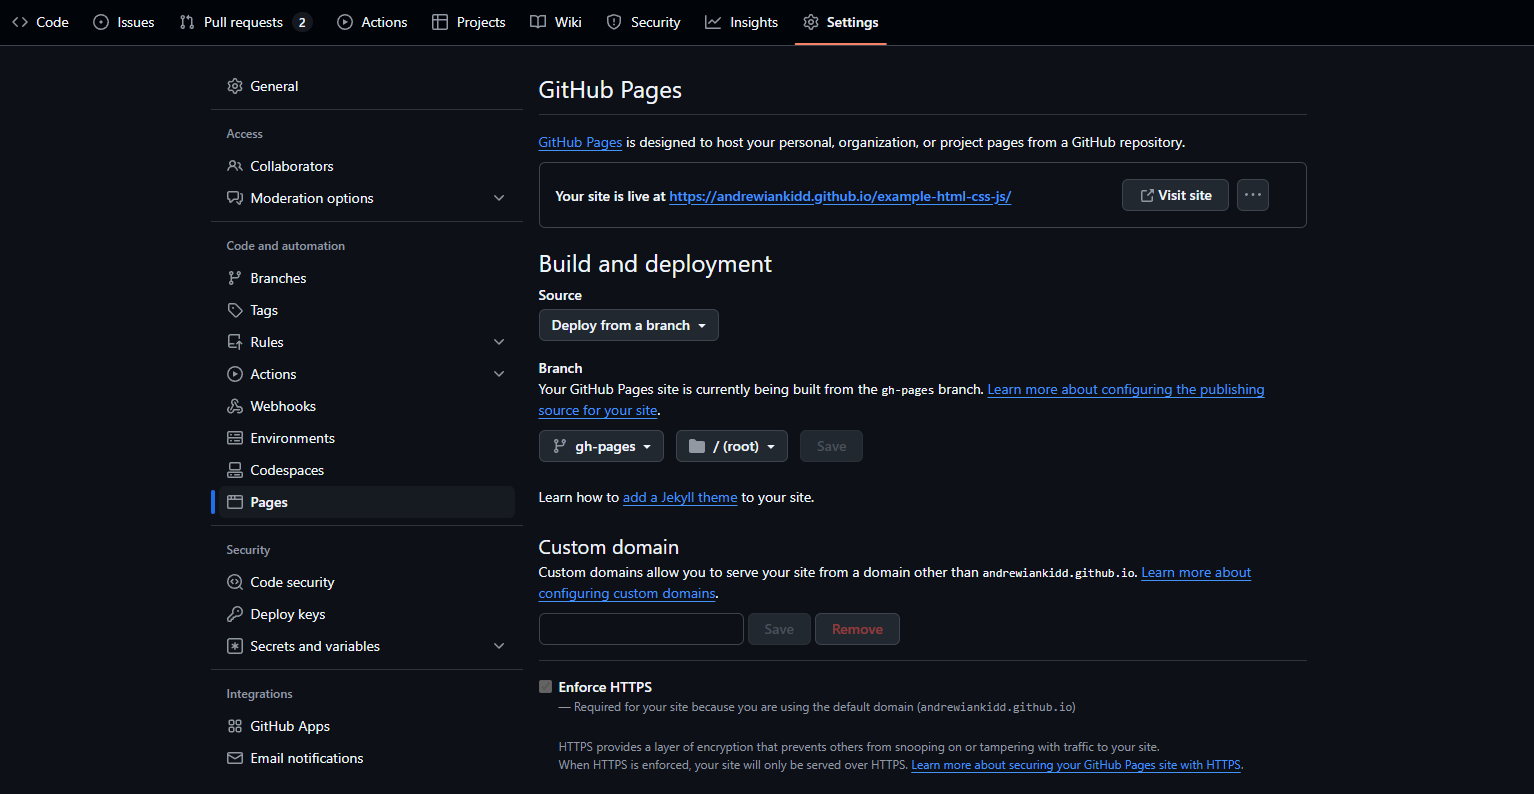 Code Issues Pull requests 2 Actions Projects Wiki Security Insights Settings
General
Access
Collaborators
Moderation options
Code and automation
Branches
Tags
Rules
Actions
Webhooks
Environments
Codespaces
Pages
Security
Code security
Deploy keys
Secrets and variables
Integrations
GitHub Apps
Email notifications
GitHub Pages
GitHub Pages is designed to host your personal, organization, or project pages from a GitHub repository.
Your site is live at https://andrewiankidd.github.io/example-html-css-js/ Visit site ...
Build and deployment
Source
Deploy from a branch
Branch
Your GitHub Pages site is currently being built from the gh-pages branch. Learn more about configuring the publishing
source for your site.
gh-pages / (root) Save
Learn how to add a Jekyll theme to your site.
Custom domain
Custom domains allow you to serve your site from a domain other than andrewiankidd.github.io. Learn more about
configuring custom domains.
Save Remove
Enforce HTTPS
— Required for your site because you are using the default domain (andrewiankidd.github.io)
HTTPS provides a layer of encryption that prevents others from snooping on or tampering with traffic to your site.
When HTTPS is enforced, your site will only be served over HTTPS. Learn more about securing your GitHub Pages site with HTTPS.